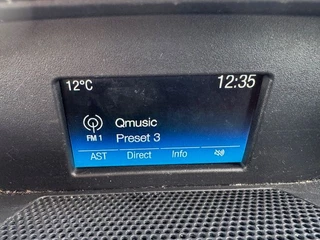 12°C 12:35
Qmusic
FM 1 Preset 3
AST Direct Info